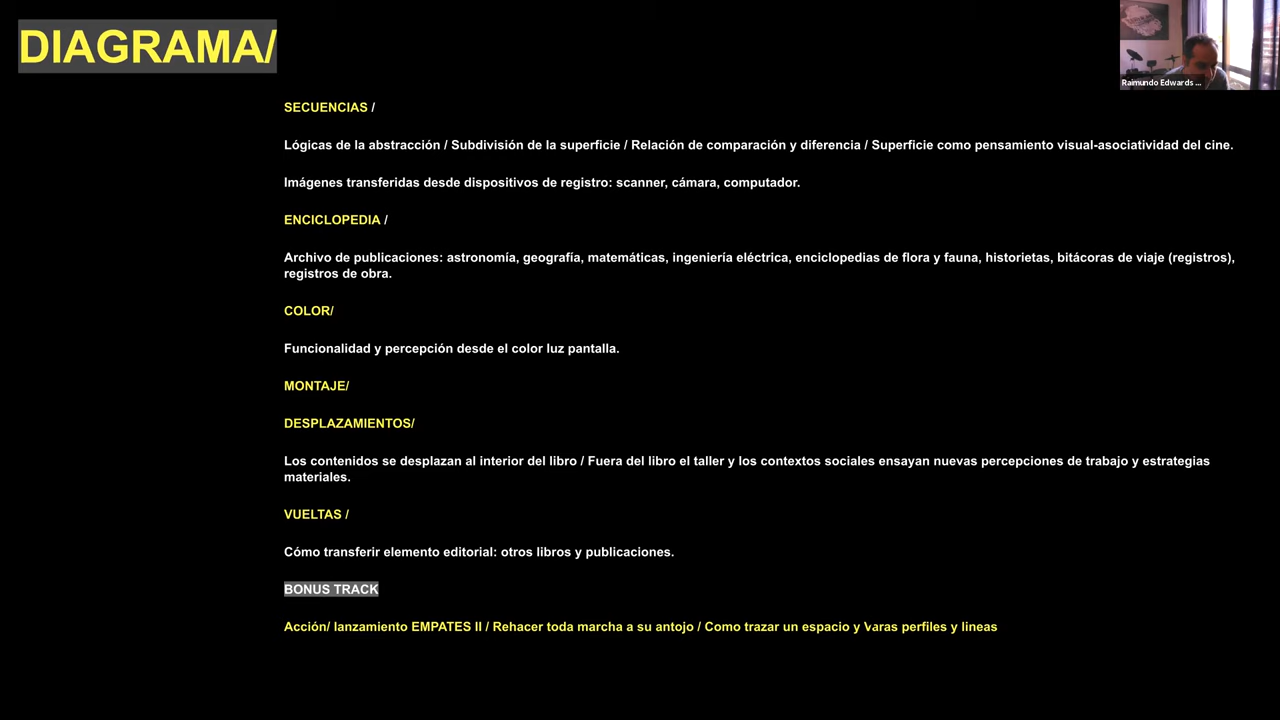 DIAGRAMA/
Raimundo Edwards ...
SECUENCIAS /
Lógicas de la abstracción / Subdivisión de la superficie / Relación de comparación y diferencia / Superficie como pensamiento visual-asociatividad del cine.
Imágenes transferidas desde dispositivos de registro: scanner, cámara, computador.
ENCICLOPEDIA /
Archivo de publicaciones: astronomía, geografía, matemáticas, ingeniería eléctrica, enciclopedias de flora y fauna, historietas, bitácoras de viaje (registros),
registros de obra.
COLOR/
Funcionalidad y percepción desde el color luz pantalla.
MONTAJE/
DESPLAZAMIENTOS/
Los contenidos se desplazan al interior del libro / Fuera del libro el taller y los contextos sociales ensayan nuevas percepciones de trabajo y estrategias
materiales.
VUELTAS /
Cómo transferir elemento editorial: otros libros y publicaciones.
BONUS TRACK
Acción/ lanzamiento EMPATES II / Rehacer toda marcha a su antojo / Como trazar un espacio y Varas perfiles y lineas